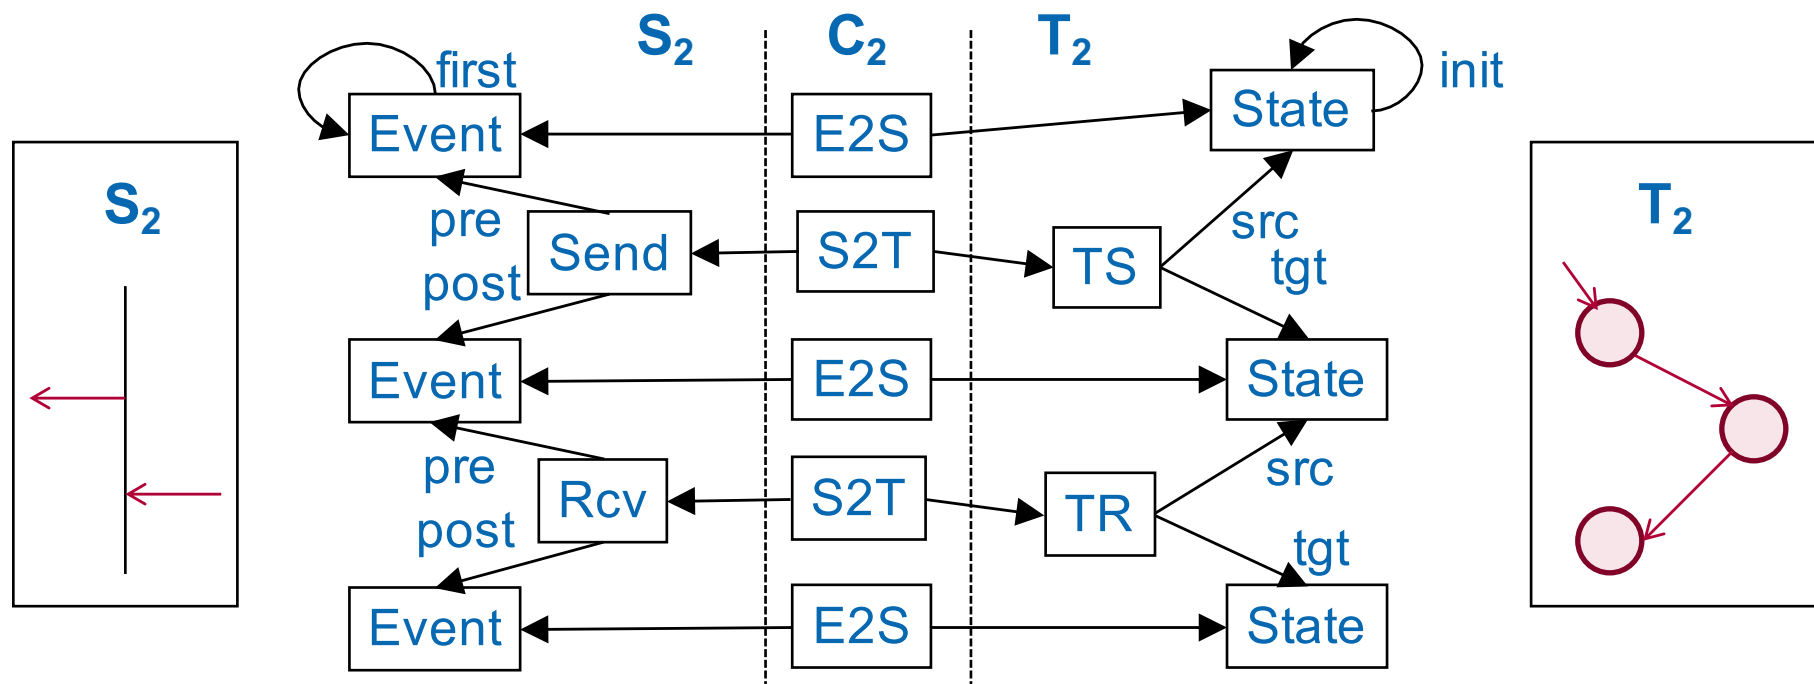 S₂ C₂ T₂
first
init
Event E2S State
S₂
T₂
pre
src
Send S2T TS
post
tgt
Event E2S State
pre
src
Rcv S2T TR
post
tgt
Event E2S State